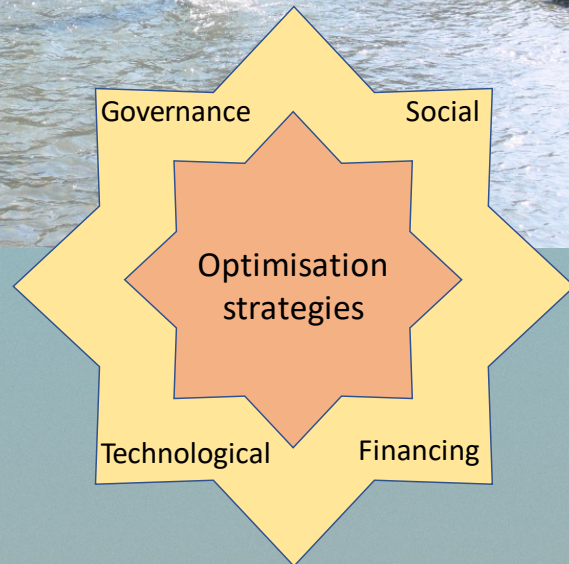 Governance
Social
Optimisation
strategies
Technological
Financing